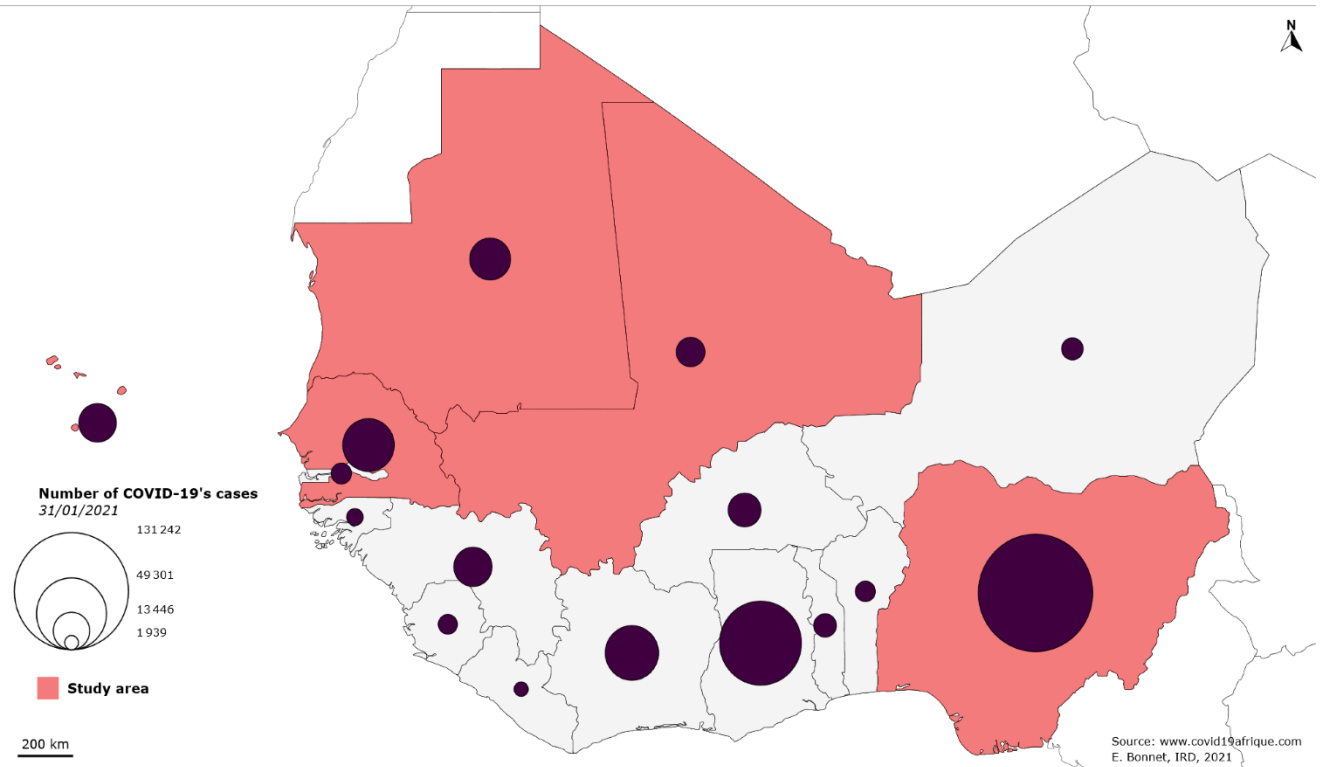 N
Number of COVID-19's cases
31/01/2021
131 242
49 301
13 446
1 939
Study area
200 km
Source: www.covid19afrique.com
E. Bonnet, IRD, 2021